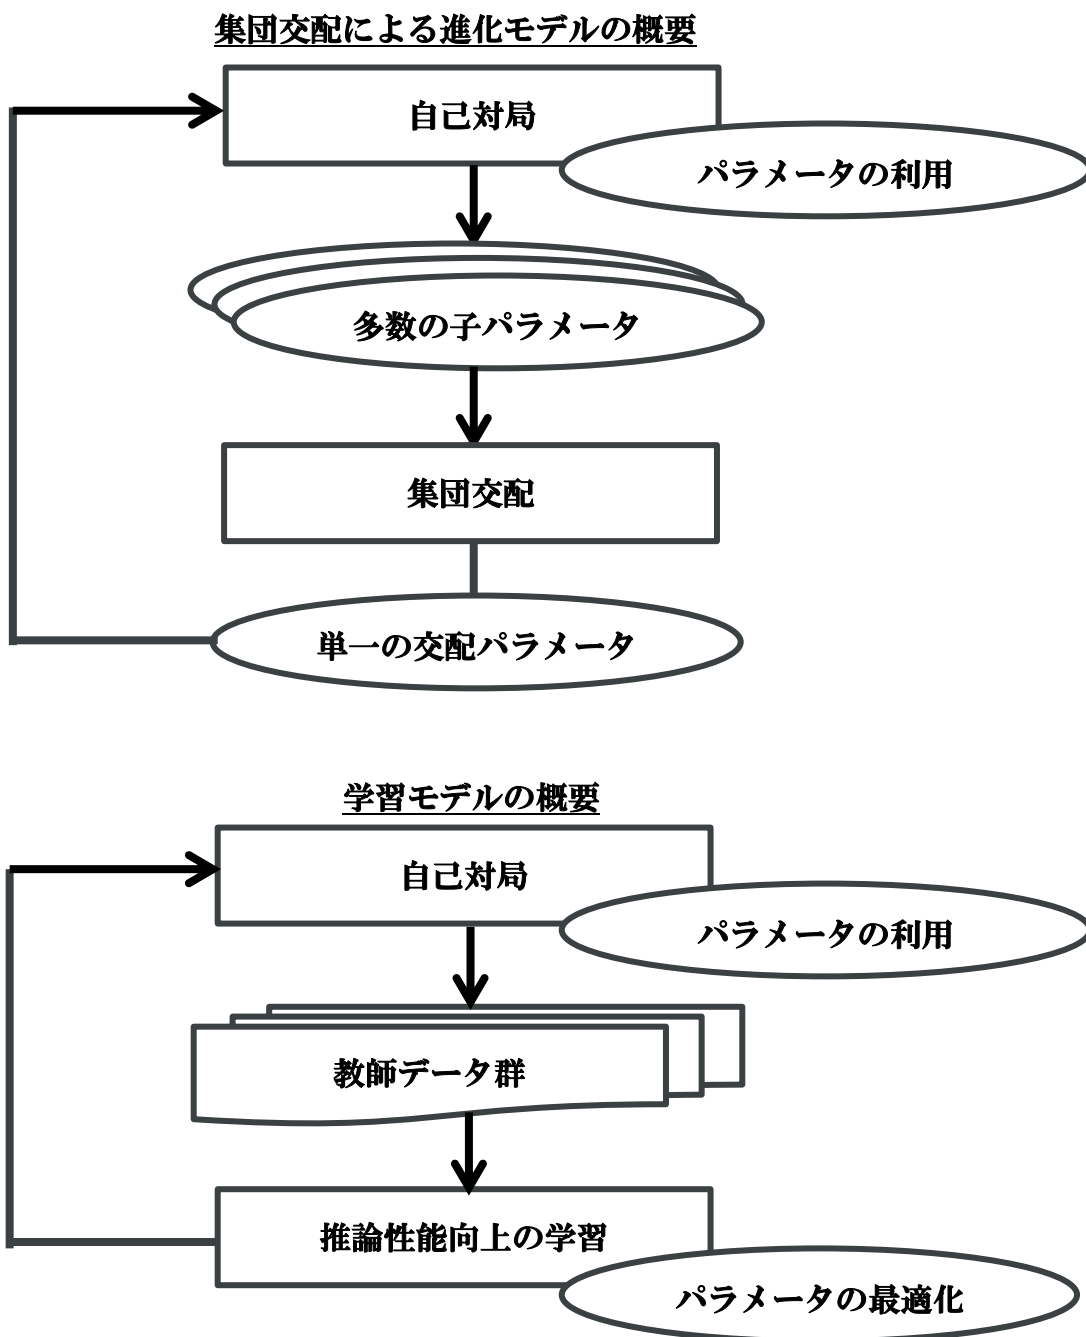 集団交配による進化モデルの概要
自己対局
パラメータの利用
多数の子パラメータ
集団交配
単一の交配パラメータ
学習モデルの概要
自己対局
パラメータの利用
教師データ群
推論性能向上の学習
パラメータの最適化